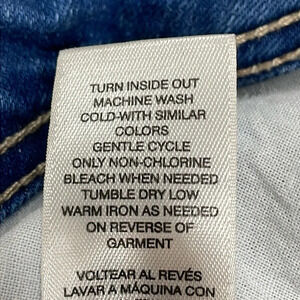 TURN INSIDE OUT
MACHINE WASH
COLD-WITH SIMILAR
COLORS
GENTLE CYCLE
ONLY NON-CHLORINE
BLEACH WHEN NEEDED
TUMBLE DRY LOW
WARM IRON AS NEEDED
ON REVERSE OF
GARMENT
VOLTEAR AL REVÉS
LAVAR A MÁQUINA CON